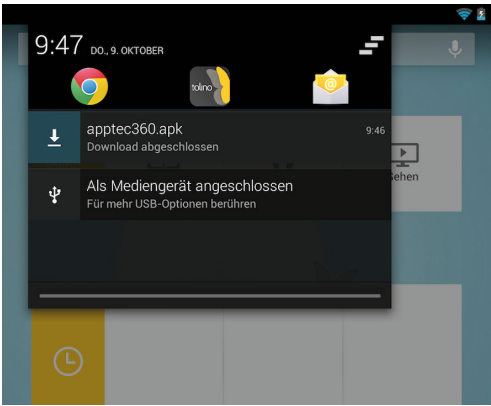 9:47 DO., 9. OKTOBER
tolino
@
apptec360.apk 9:46
Download abgeschlossen
Als Mediengerät angeschlossen
Für mehr USB-Optionen berühren
Sehen